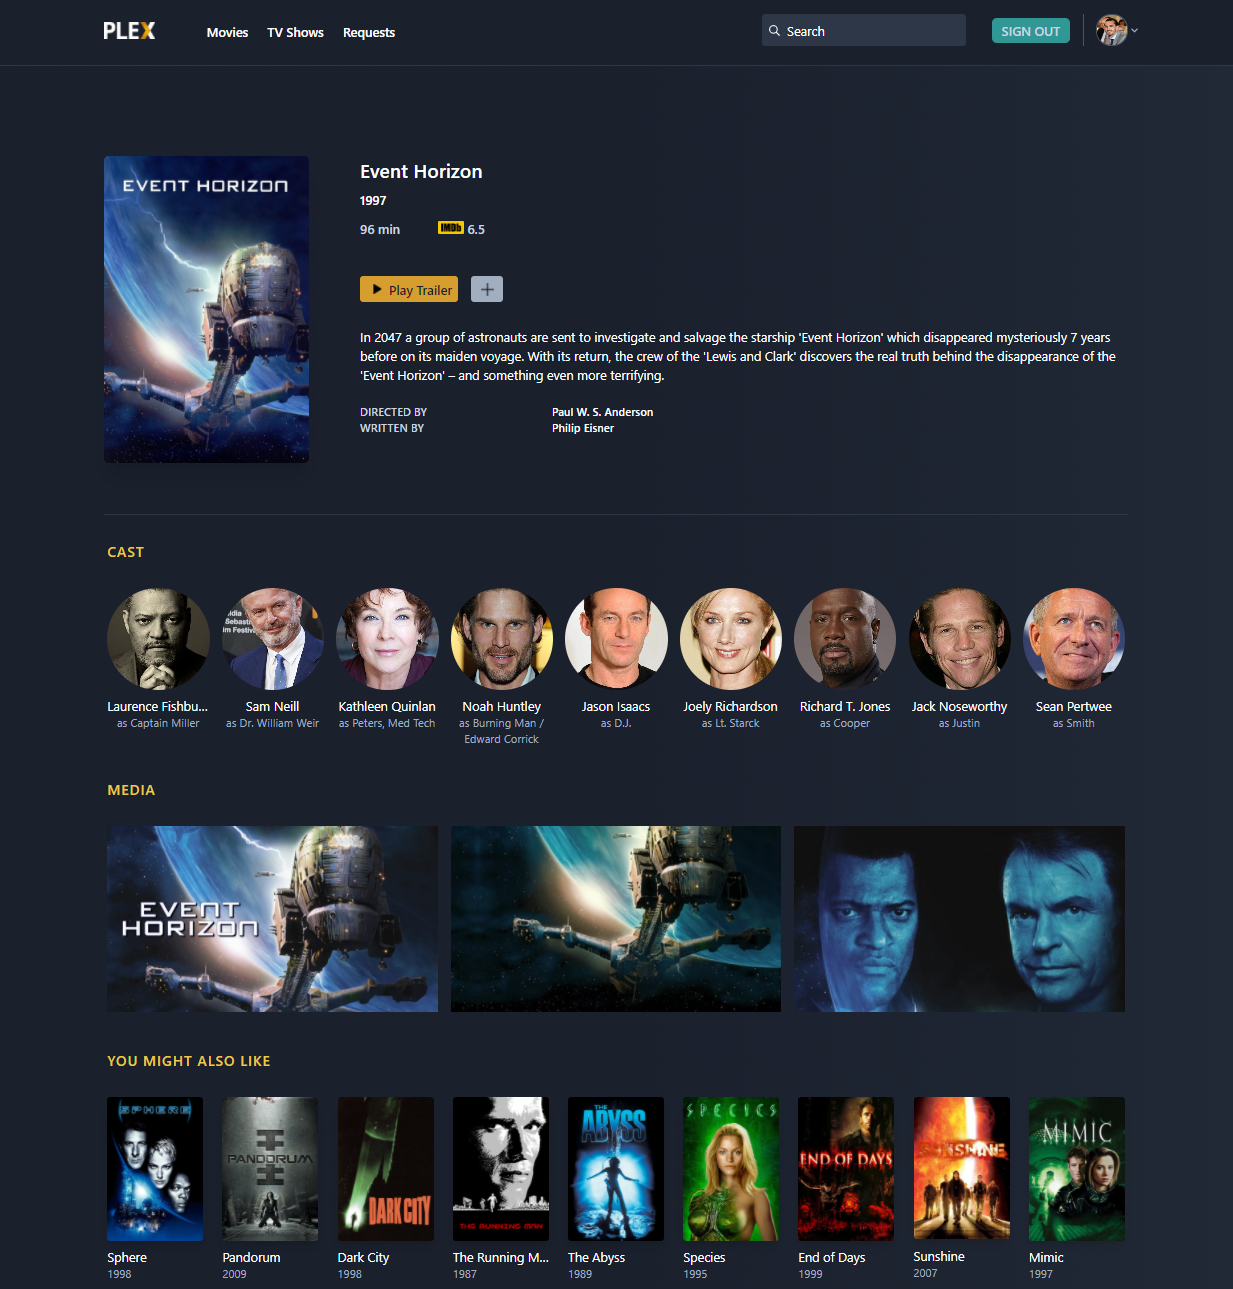 PLEX
Movies TV Shows Requests
Search
SIGN OUT
EVENT HORIZON
Event Horizon
1997
96 min IMDb 6.5
Play Trailer
In 2047 a group of astronauts are sent to investigate and salvage the starship 'Event Horizon' which disappeared mysteriously 7 years
before on its maiden voyage. With its return, the crew of the 'Lewis and Clark' discovers the real truth behind the disappearance of the
'Event Horizon' – and something even more terrifying.
DIRECTED BY Paul W. S. Anderson
WRITTEN BY Philip Eisner
CAST
Laurence Fishbu... Sam Neill Kathleen Quinlan Noah Huntley Jason Isaacs Joely Richardson Richard T. Jones Jack Noseworthy Sean Pertwee
as Captain Miller as Dr. William Weir as Peters, Med Tech as Burning Man / as D.J. as Lt. Starck as Cooper as Justin as Smith
Edward Corrick
MEDIA
EVENT
HORIZON
YOU MIGHT ALSO LIKE
SPHERE
PANDORUM
DARK CITY
THE RUNNING MAN
THE
ABYSS
SPECIES
END OF DAYS
SUNSHINE
MIMIC
Sphere Pandorum Dark City The Running M... The Abyss Species End of Days Sunshine Mimic
1998 2009 1998 1987 1989 1995 1999 2007 1997